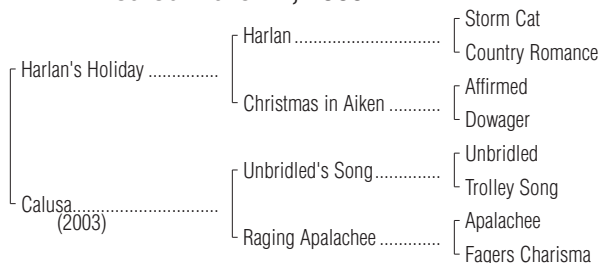 Harlan ................................ Storm Cat
Country Romance
Harlan's Holiday ...............
Christmas in Aiken ........... Affirmed
Dowager
Unbridled's Song.............. Unbridled
Trolley Song
Calusa................................
(2003)
Raging Apalachee ............. Apalachee
Fagers Charisma